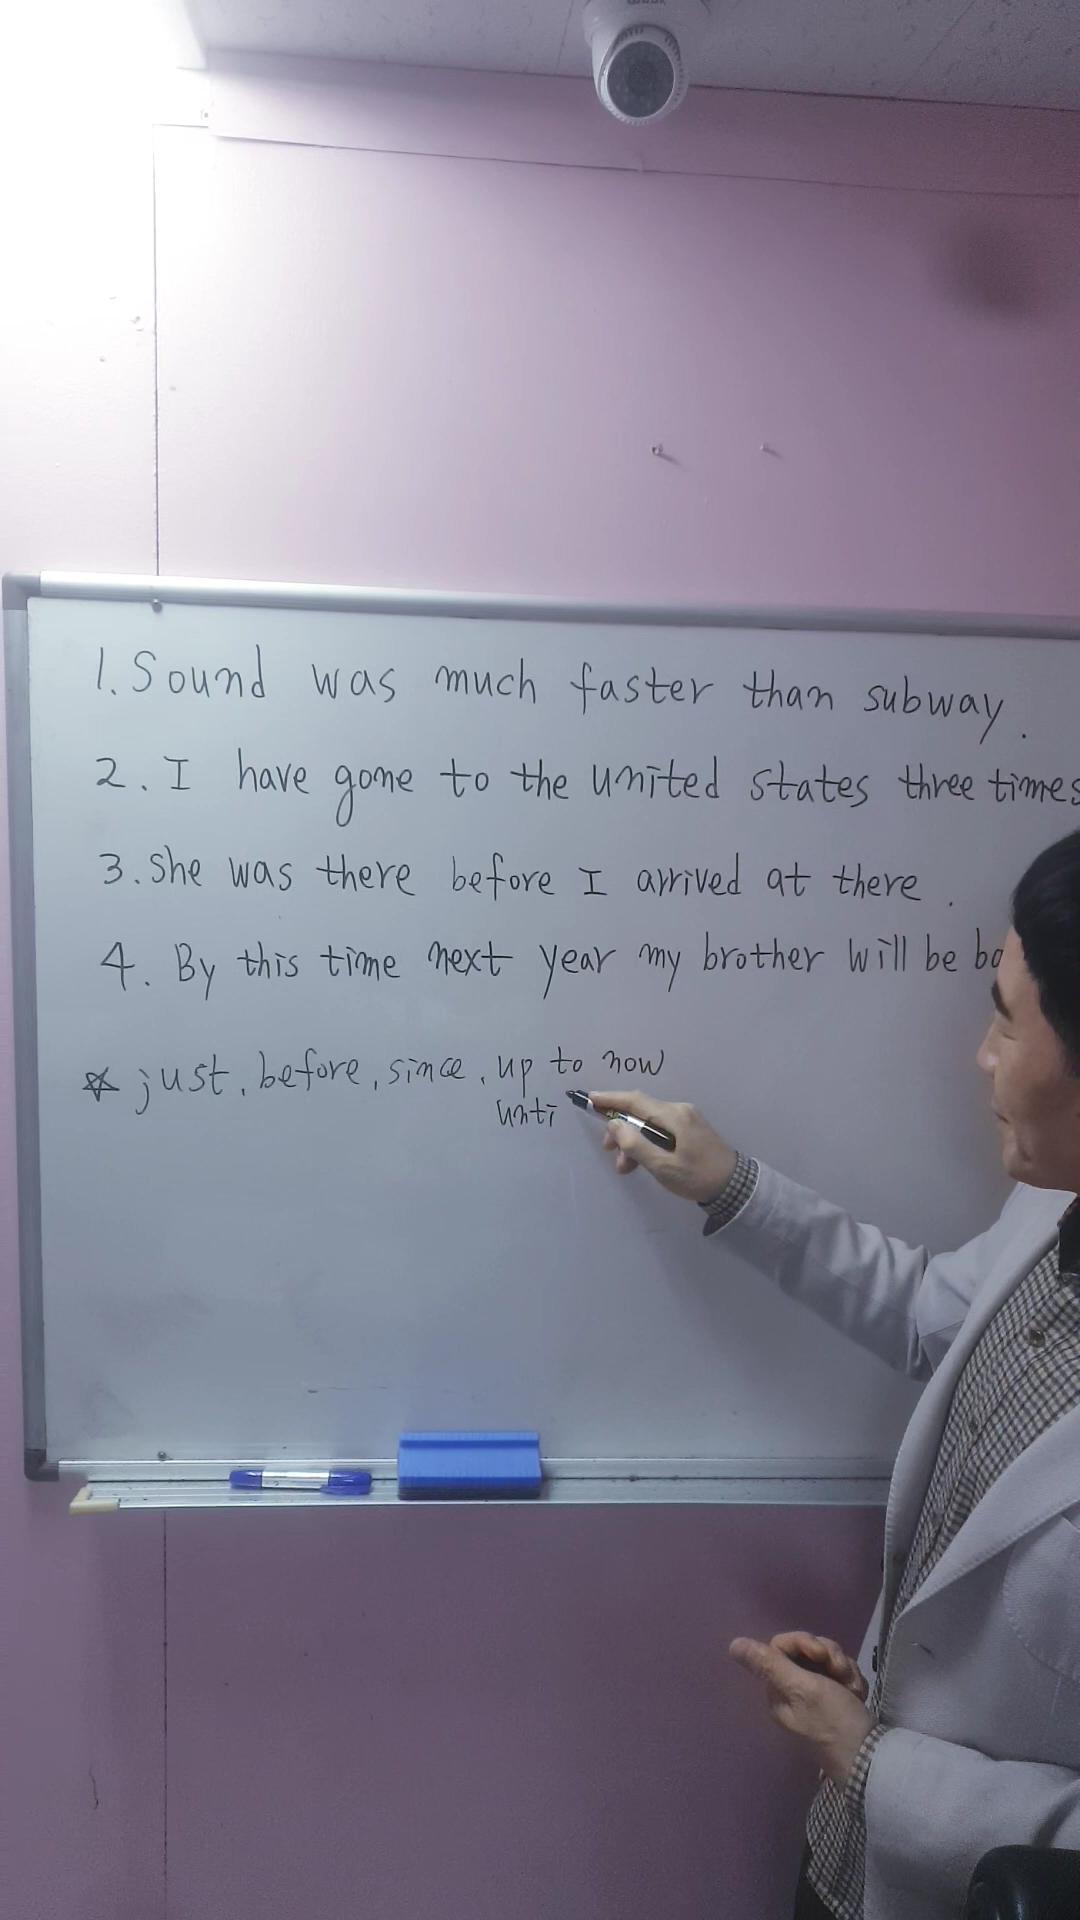 1. Sound was much faster than subway.
2. I have gone to the united states three times
3. She was there before I arrived at there.
4. By this time next year my brother will be
☆ just, before, since, up to now
unti